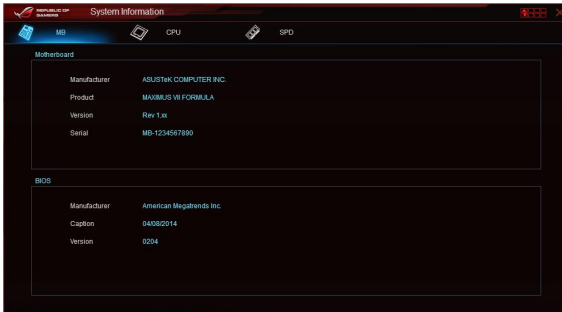 REPUBLIC OF
GAMERS
System Information
MB
CPU
SPD
Motherboard
Manufacturer ASUSTeK COMPUTER INC.
Product MAXIMUS VII FORMULA
Version Rev 1.xx
Serial MB-1234567890
BIOS
Manufacturer American Megatrends Inc.
Caption 04/08/2014
Version 0204